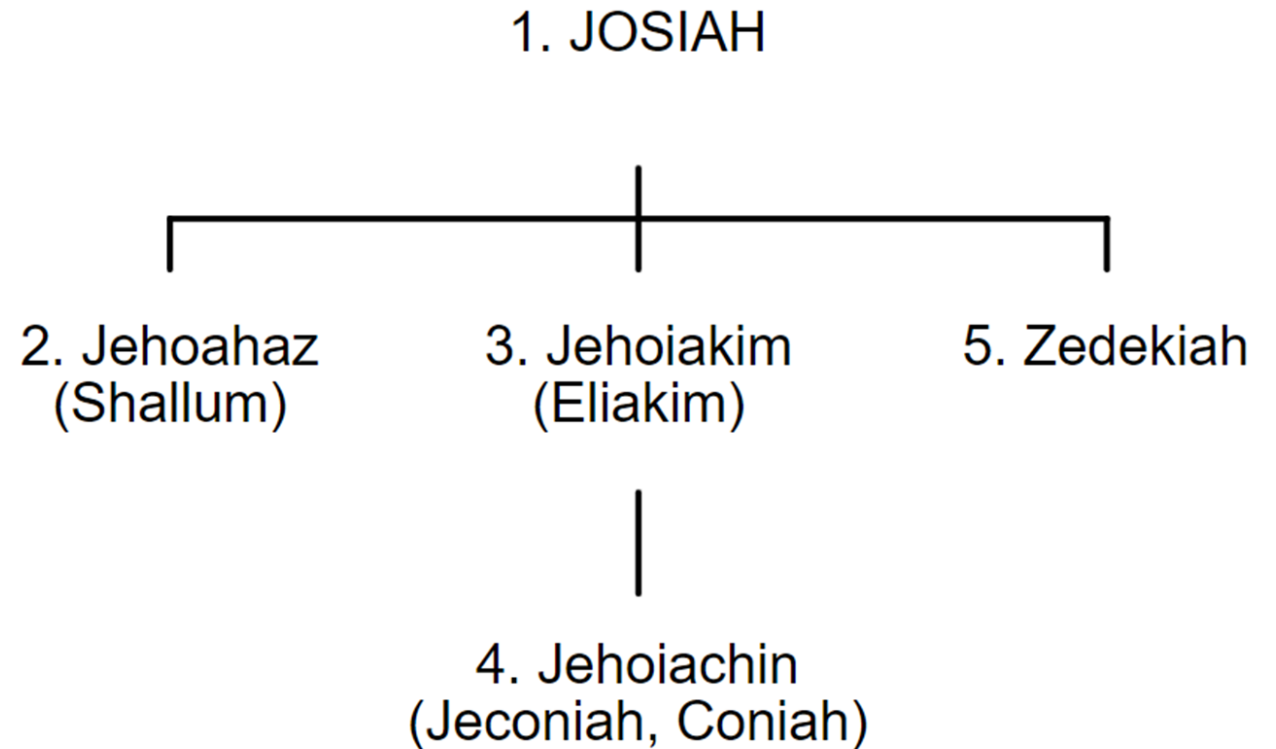 1. JOSIAH
2. Jehoahaz
(Shallum)
3. Jehoiakim
(Eliakim)
5. Zedekiah
4. Jehoiachin
(Jeconiah, Coniah)